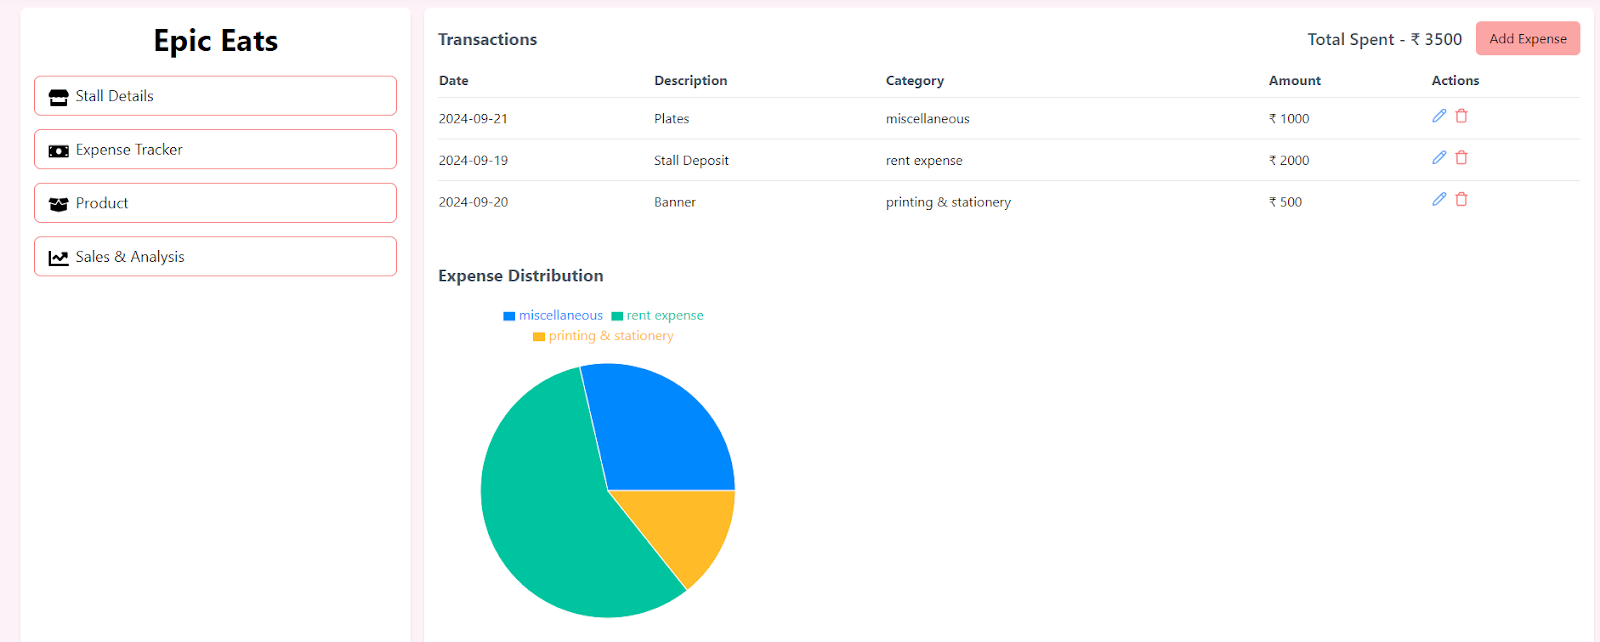 Epic Eats
Stall Details
Expense Tracker
Product
Sales & Analysis
Transactions
Total Spent - ₹ 3500
Add Expense
Date Description Category Amount Actions
2024-09-21 Plates miscellaneous ₹ 1000
2024-09-19 Stall Deposit rent expense ₹ 2000
2024-09-20 Banner printing & stationery ₹ 500
Expense Distribution
miscellaneous rent expense
printing & stationery